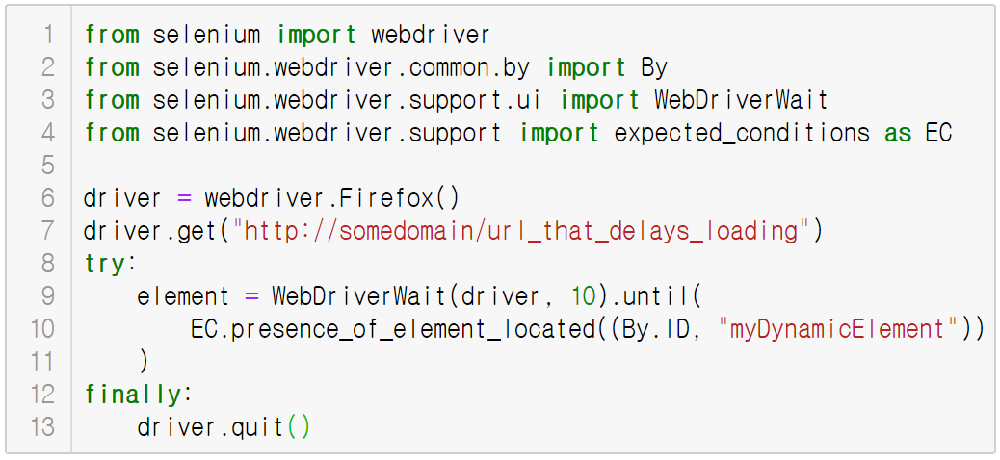 1 from selenium import webdriver
2 from selenium.webdriver.common.by import By
3 from selenium.webdriver.support.ui import WebDriverWait
4 from selenium.webdriver.support import expected_conditions as EC
5
6 driver = webdriver.Firefox()
7 driver.get("http://somedomain/url_that_delays_loading")
8 try:
9     element = WebDriverWait(driver, 10).until(
10         EC.presence_of_element_located((By.ID, "myDynamicElement"))
11     )
12 finally:
13     driver.quit()